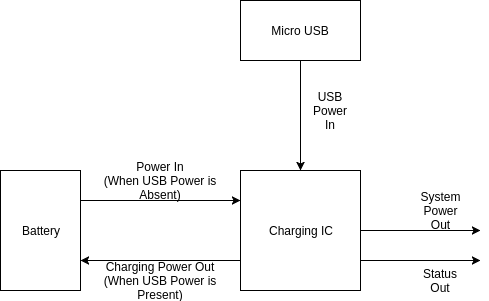 Micro USB
USB
Power
In
Power In
(When USB Power is
Absent)
System
Power
Out
Battery
Charging IC
Charging Power Out
(When USB Power is
Present)
Status
Out